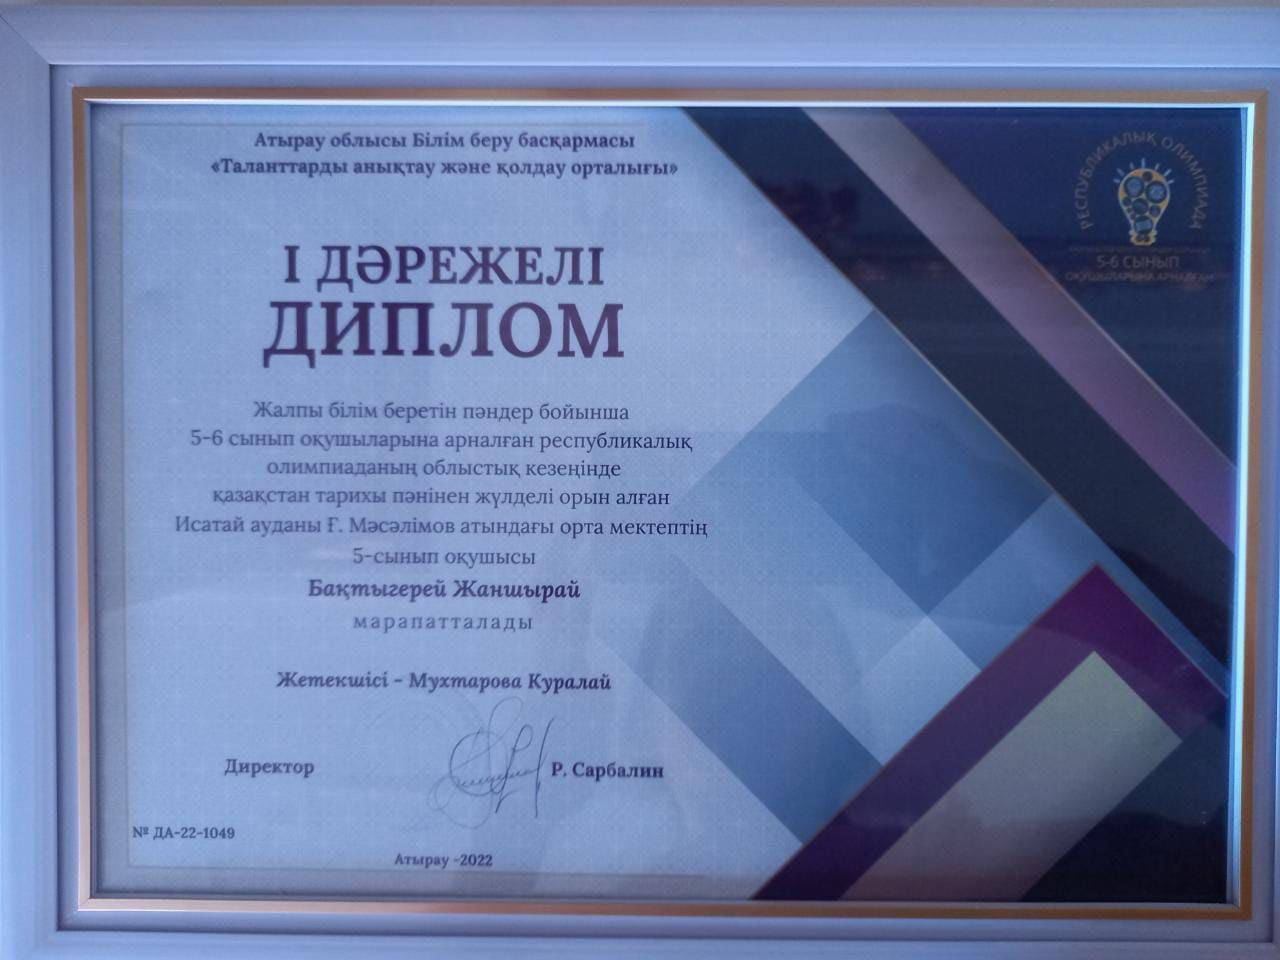 Атырау облысы Білім беру басқармасы
«Таланттарды анықтау және қолдау орталығы»
РЕСПУБЛИКАЛЫҚ ОЛИМПИАДА
5-6 СЫНЫП
ОҚУШЫЛАРЫНА АРНАЛҒАН
І ДӘРЕЖЕЛІ
ДИПЛОМ
Жалпы білім беретін пәндер бойынша
5-6 сынып оқушыларына арналған республикалық
олимпиаданың облыстық кезеңінде
қазақстан тарихы пәнінен жүлделі орын алған
Исатай ауданы Ғ. Мәсәлімов атындағы орта мектептің
5-сынып оқушысы
Бақтыгерей Жаншырай
марапатталады
Жетекшісі - Мухтарова Куралай
Директор Р. Сарбалин
№ ДА-22-1049
Атырау -2022